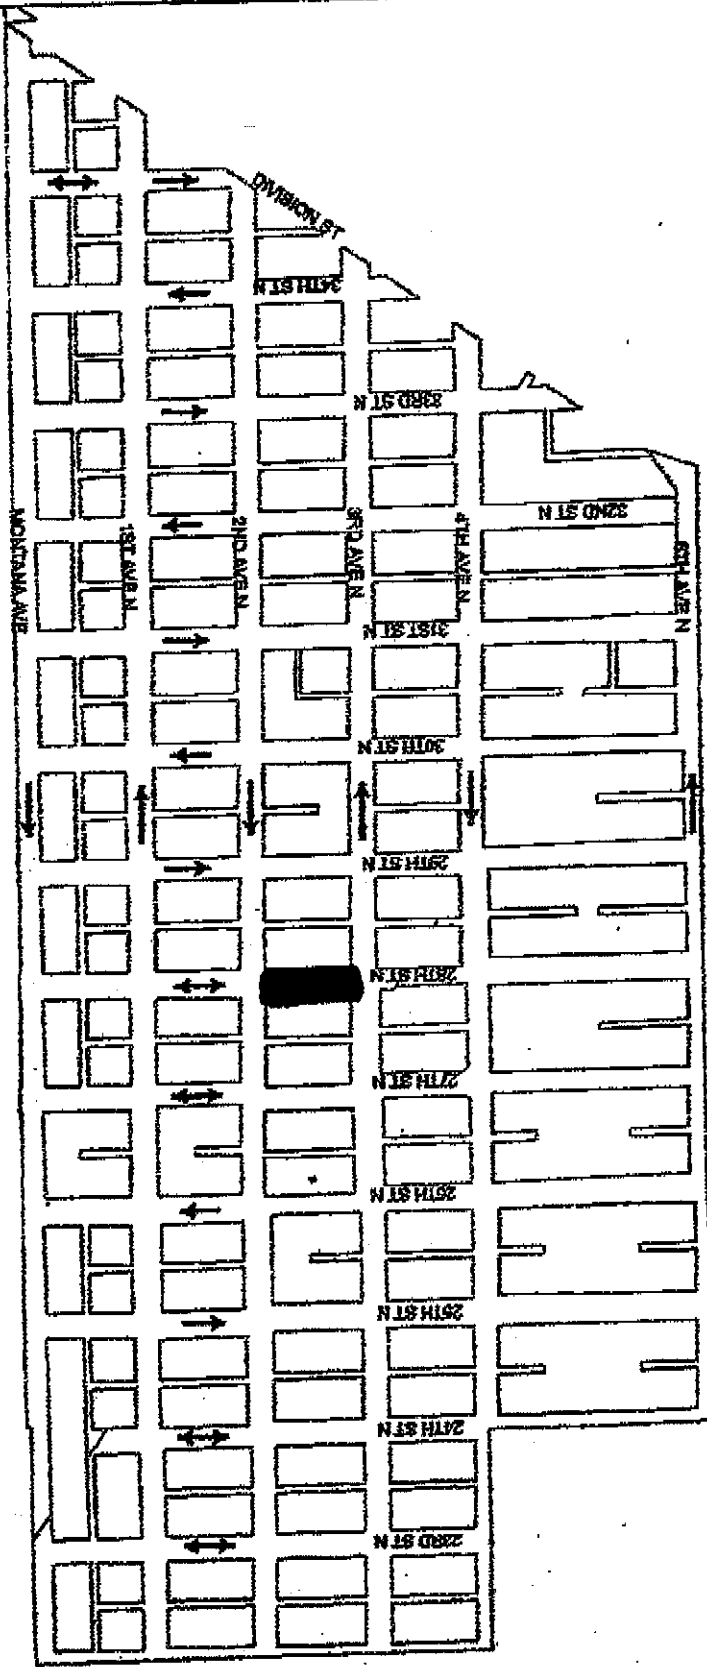 DIVISION ST
34TH ST N
33RD ST N
32ND ST N
MONTANA AVE
1ST AVE N
2ND AVE N
3RD AVE N
4TH AVE N
6TH AVE N
31ST ST N
30TH ST N
29TH ST N
28TH ST N
27TH ST N
26TH ST N
25TH ST N
24TH ST N
23RD ST N